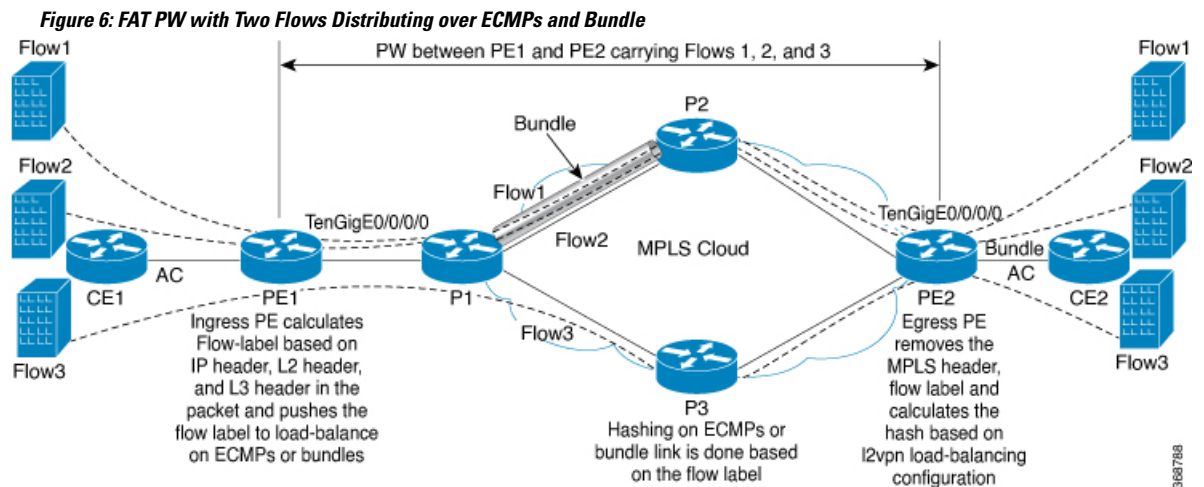 Figure 6: FAT PW with Two Flows Distributing over ECMPs and Bundle
Flow1
PW between PE1 and PE2 carrying Flows 1, 2, and 3
Flow1
P2
Bundle
Flow2
Flow1
Flow2
TenGigE0/0/0/0
TenGigE0/0/0/0
Flow2
MPLS Cloud
Bundle
AC
AC
CE1
PE1
P1
PE2
CE2
Flow3
Flow3
Flow3
Ingress PE calculates
Flow-label based on
IP header, L2 header,
and L3 header in the
packet and pushes the
flow label to load-balance
on ECMPs or bundles
P3
Hashing on ECMPs or
bundle link is done based
on the flow label
Egress PE
removes the
MPLS header,
flow label and
calculates the
hash based on
l2vpn load-balancing
configuration
368788